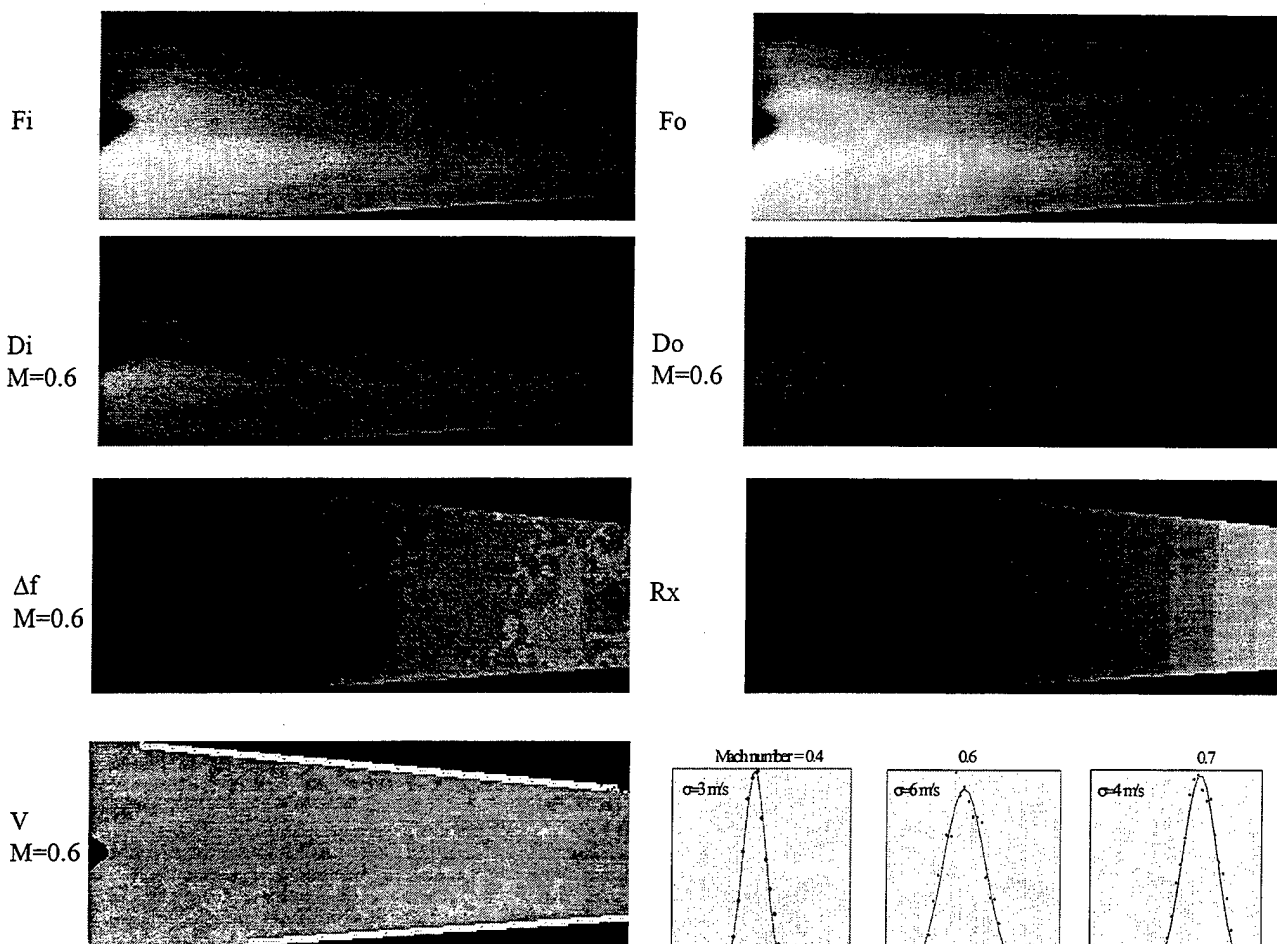 Fi
Fo
Di
M=0.6
Do
M=0.6
Δf
M=0.6
Rx
V
M=0.6
Mach number = 0.4
0.6
0.7
σ=3 m/s
σ=6 m/s
σ=4 m/s